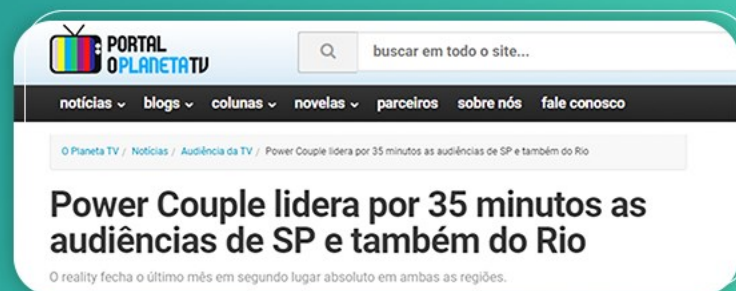 PORTAL
OPLANETATV
buscar em todo o site...
notícias blogs colunas novelas parceiros sobre nós fale conosco
O Planeta TV / Notícias / Audiência da TV / Power Couple lidera por 35 minutos as audiências de SP e também do Rio
Power Couple lidera por 35 minutos as
audiências de SP e também do Rio
O reality fecha o último mês em segundo lugar absoluto em ambas as regiões.